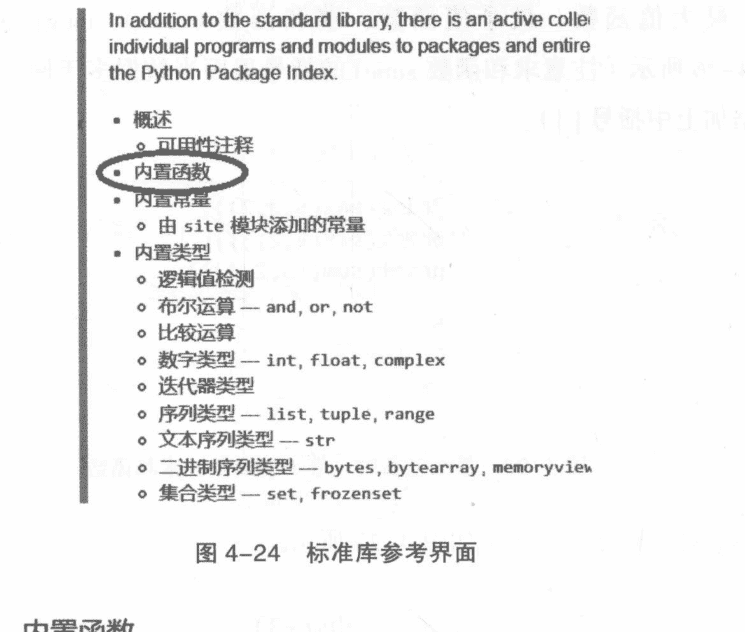 In addition to the standard library, there is an active
individual programs and modules to packages and entire
the Python Package Index.
• 概述
◦ 可用性注释
• 内置函数
• 内置常量
◦ 由 site 模块添加的常量
• 内置类型
◦ 逻辑值检测
◦ 布尔运算 — and, or, not
◦ 比较运算
◦ 数字类型 — int, float, complex
◦ 迭代器类型
◦ 序列类型 — list, tuple, range
◦ 文本序列类型 — str
◦ 二进制序列类型 — bytes, bytearray, memoryview
◦ 集合类型 — set, frozenset
图 4-24 标准库参考界面
内置函数